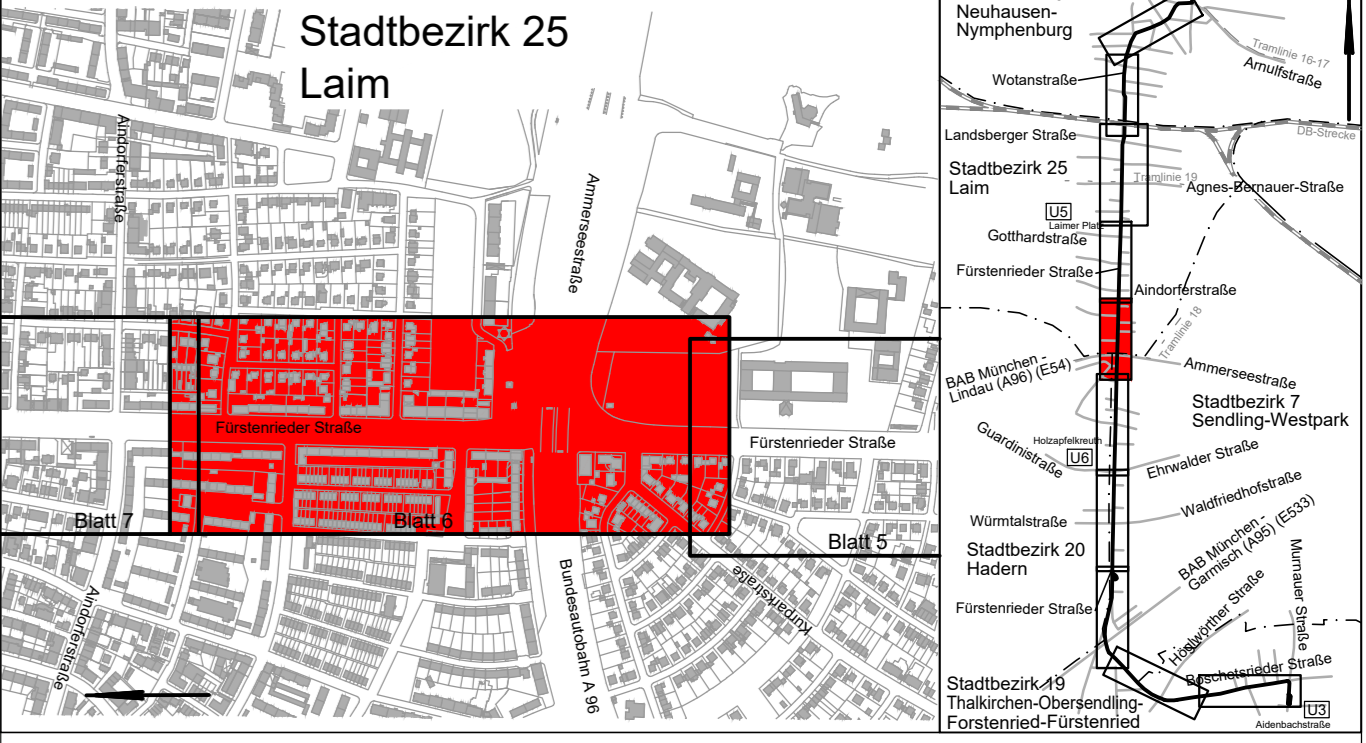 Stadtbezirk 25
Laim
Aindorferstraße
Ammerseestraße
Fürstenrieder Straße
Fürstenrieder Straße
Blatt 7
Blatt 6
Blatt 5
Aindorferstraße
Bundesautobahn A 96
Kurparkstraße
Neuhausen-
Nymphenburg
Tramlinie 16-17
Arnulfstraße
Wotanstraße
Landsberger Straße
DB-Strecke
Stadtbezirk 25
Laim
Tramlinie 19
Agnes-Bernauer-Straße
U5
Laimer Platz
Gotthardstraße
Fürstenrieder Straße
Aindorferstraße
Tramlinie 18
BAB München -
Lindau (A96) (E54)
Ammerseestraße
Stadtbezirk 7
Sendling-Westpark
Guardinistraße
Holzapfelkreuth
U6
Ehrwalder Straße
Waldfriedhofstraße
Würmtalstraße
Stadtbezirk 20
Hadern
BAB München -
Garmisch (A95) (E533)
Fürstenrieder Straße
Höglwörther Straße
Murnauer Straße
Boschetsrieder Straße
Stadtbezirk 19
Thalkirchen-Obersendling-
Forstenried-Fürstenried
U3
Aidenbachstraße